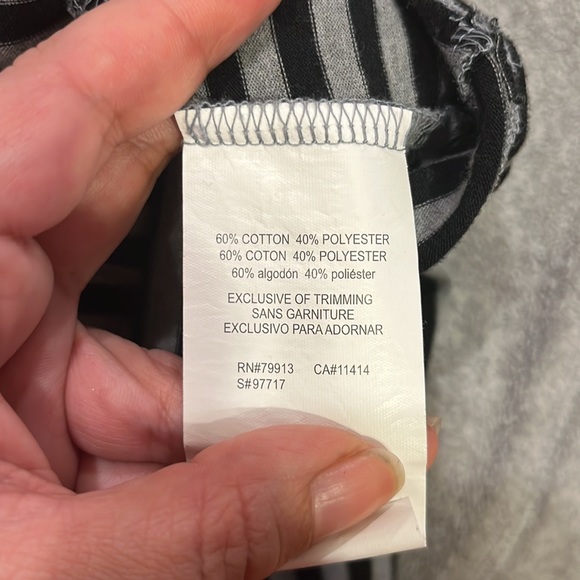 60% COTTON 40% POLYESTER
60% COTON 40% POLYESTER
60% algodón 40% poliéster
EXCLUSIVE OF TRIMMING
SANS GARNITURE
EXCLUSIVO PARA ADORNAR
RN#79913 CA#11414
S#97717